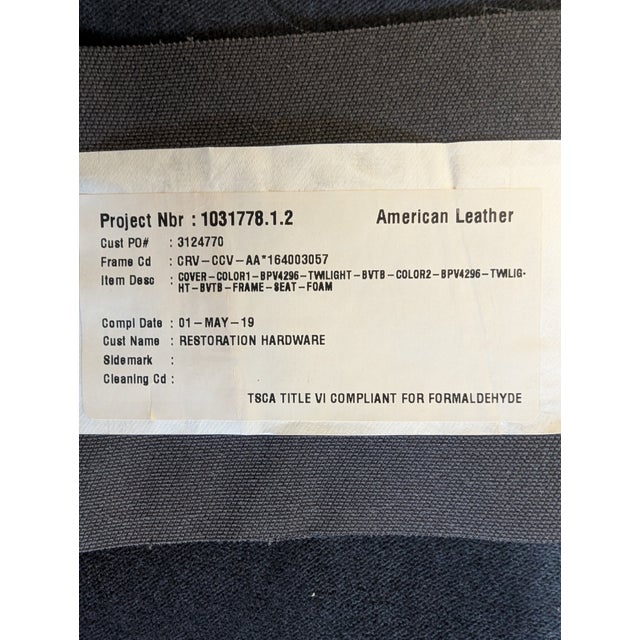 Project Nbr : 1031778.1.2 American Leather
Cust PO# : 3124770
Frame Cd : CRV-CCV-AA*164003057
Item Desc : COVER-COLOR1-BPV4296-TWILIGHT-BVTB-COLOR2-BPV4296-TWILIG-
HT-BVTB-FRAME-SEAT-FOAM
Compl Date : 01-MAY-19
Cust Name : RESTORATION HARDWARE
Sidemark :
Cleaning Cd :
TSCA TITLE VI COMPLIANT FOR FORMALDEHYDE